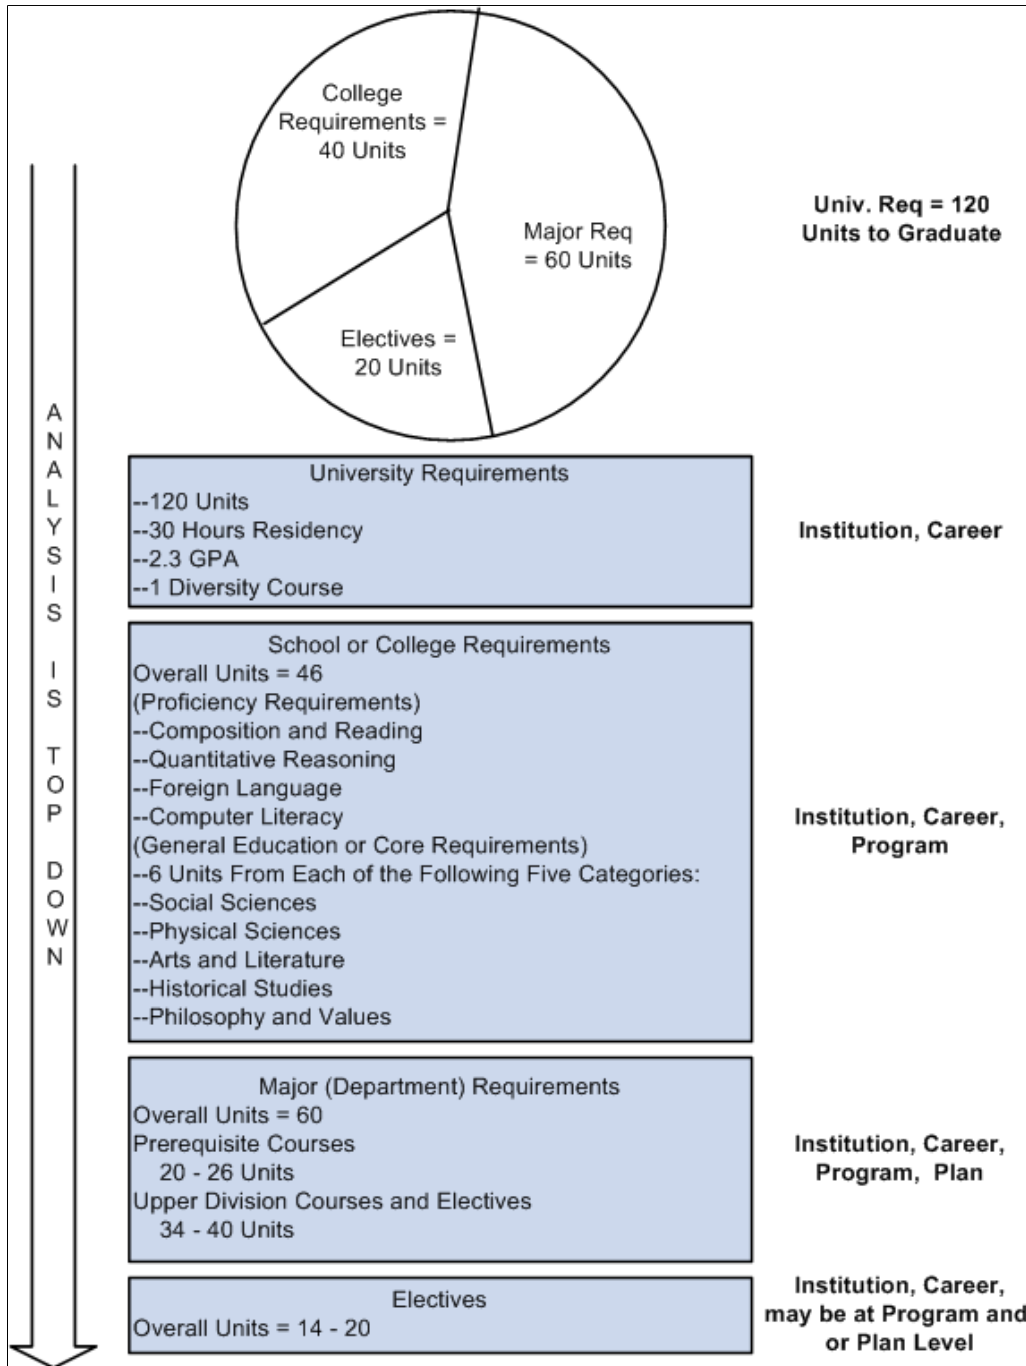 College
Requirements =
40 Units
Major Req
= 60 Units
Electives =
20 Units
Univ. Req = 120
Units to Graduate
ANALYSIS IS TOP DOWN
University Requirements
--120 Units
--30 Hours Residency
--2.3 GPA
--1 Diversity Course
Institution, Career
School or College Requirements
Overall Units = 46
(Proficiency Requirements)
--Composition and Reading
--Quantitative Reasoning
--Foreign Language
--Computer Literacy
(General Education or Core Requirements)
--6 Units From Each of the Following Five Categories:
--Social Sciences
--Physical Sciences
--Arts and Literature
--Historical Studies
--Philosophy and Values
Institution, Career,
Program
Major (Department) Requirements
Overall Units = 60
Prerequisite Courses
20 - 26 Units
Upper Division Courses and Electives
34 - 40 Units
Institution, Career,
Program, Plan
Electives
Overall Units = 14 - 20
Institution, Career,
may be at Program and
or Plan Level